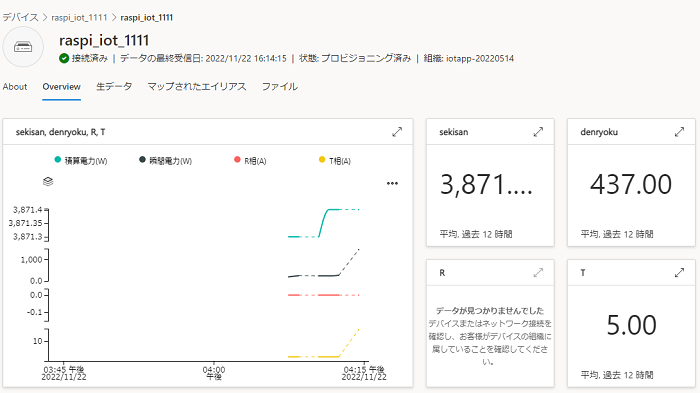 デバイス > raspi_iot_1111 > raspi_iot_1111
raspi_iot_1111
接続済み | データの最終受信日: 2022/11/22 16:14:15 | 状態: プロビジョニング済み | 組織: iotapp-20220514
About Overview 生データ マップされたエイリアス ファイル
sekisan, denryoku, R, T
積算電力(W) 瞬間電力(W) R相(A) T相(A)
3,871.4
3,871.35
3,871.3
1,000
0.0
0.0
-0.1
10
03:45 午後
2022/11/22
04:00
午後
04:15 午後
2022/11/22
sekisan
3,871....
平均, 過去 12 時間
denryoku
437.00
平均, 過去 12 時間
R
データが見つかりませんでした
デバイスまたはネットワーク接続を
確認し、お客様がデバイスの組織に
属していることを確認してくださ
い。
T
5.00
平均, 過去 12 時間